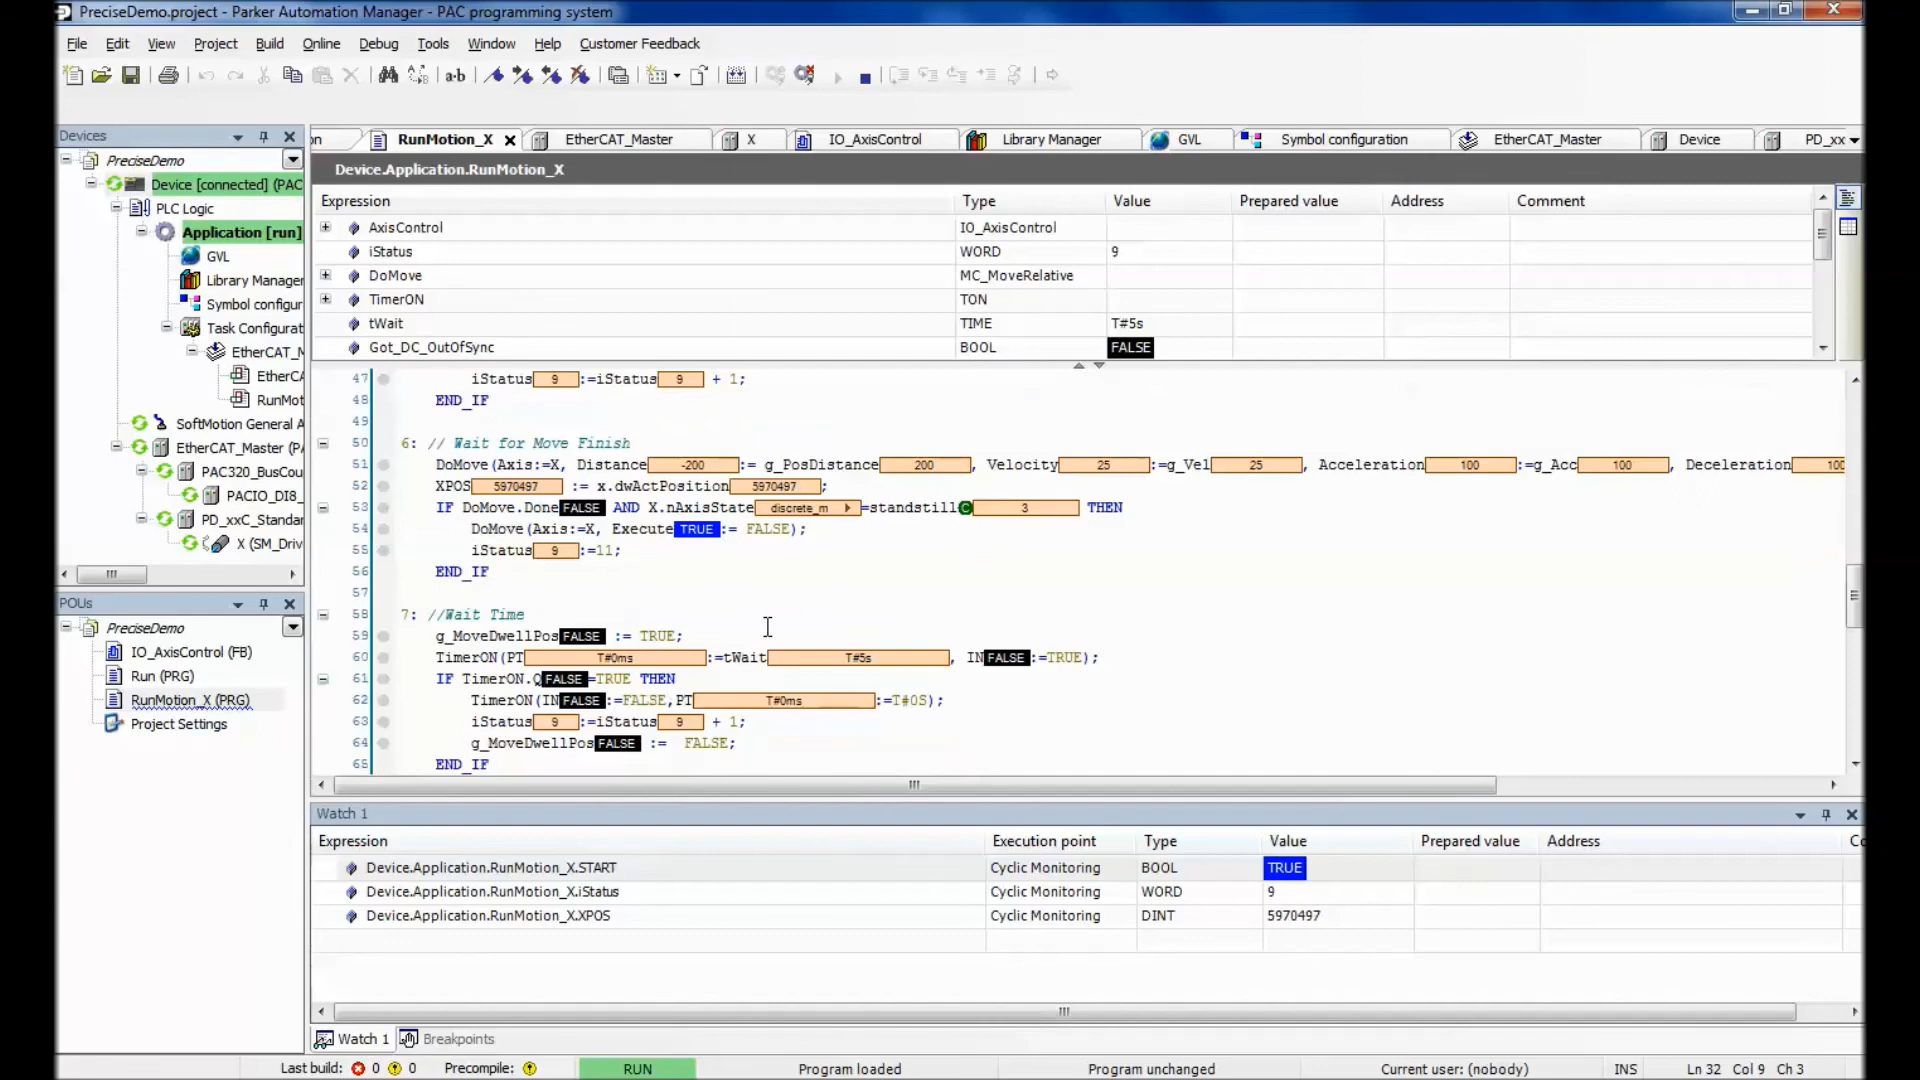 PreciseDemo.project - Parker Automation Manager - PAC programming system
File Edit View Project Build Online Debug Tools Window Help Customer Feedback
Devices
PreciseDemo
Device [connected] (PAC
PLC Logic
Application [run]
GVL
Library Manager
Symbol configur
Task Configurat
EtherCAT_M
EtherCA
RunMot
SoftMotion General A
EtherCAT_Master (PA
PAC320_BusCou
PACIO_DI8_
PD_xxC_Standar
X (SM_Driv
POUs
PreciseDemo
IO_AxisControl (FB)
Run (PRG)
RunMotion_X (PRG)
Project Settings
on RunMotion_X EtherCAT_Master X IO_AxisControl Library Manager GVL Symbol configuration EtherCAT_Master Device PD_xx
Device.Application.RunMotion_X
Expression Type Value Prepared value Address Comment
AxisControl IO_AxisControl
iStatus WORD 9
DoMove MC_MoveRelative
TimerON TON
tWait TIME T#5s
Got_DC_OutOfSync BOOL FALSE
47 iStatus 9 :=iStatus 9 + 1;
48 END_IF
49
50 6: // Wait for Move Finish
51 DoMove(Axis:=X, Distance -200 := g_PosDistance 200 , Velocity 25 :=g_Vel 25 , Acceleration 100 :=g_Acc 100 , Deceleration 100
52 XPOS 5970497 := x.dwActPosition 5970497 ;
53 IF DoMove.Done FALSE AND X.nAxisState discrete_m =standstill C 3 THEN
54 DoMove(Axis:=X, Execute TRUE := FALSE);
55 iStatus 9 :=11;
56 END_IF
57
58 7: //Wait Time
59 g_MoveDwellPos FALSE := TRUE;
60 TimerON(PT T#0ms :=tWait T#5s , IN FALSE :=TRUE);
61 IF TimerON.Q FALSE =TRUE THEN
62 TimerON(IN FALSE :=FALSE,PT T#0ms :=T#0S);
63 iStatus 9 :=iStatus 9 + 1;
64 g_MoveDwellPos FALSE := FALSE;
65 END_IF
Watch 1
Expression Execution point Type Value Prepared value Address Co
Device.Application.RunMotion_X.START Cyclic Monitoring BOOL TRUE
Device.Application.RunMotion_X.iStatus Cyclic Monitoring WORD 9
Device.Application.RunMotion_X.XPOS Cyclic Monitoring DINT 5970497
Watch 1 Breakpoints
Last build: 0 0 Precompile: RUN Program loaded Program unchanged Current user: (nobody) INS Ln 32 Col 9 Ch 3